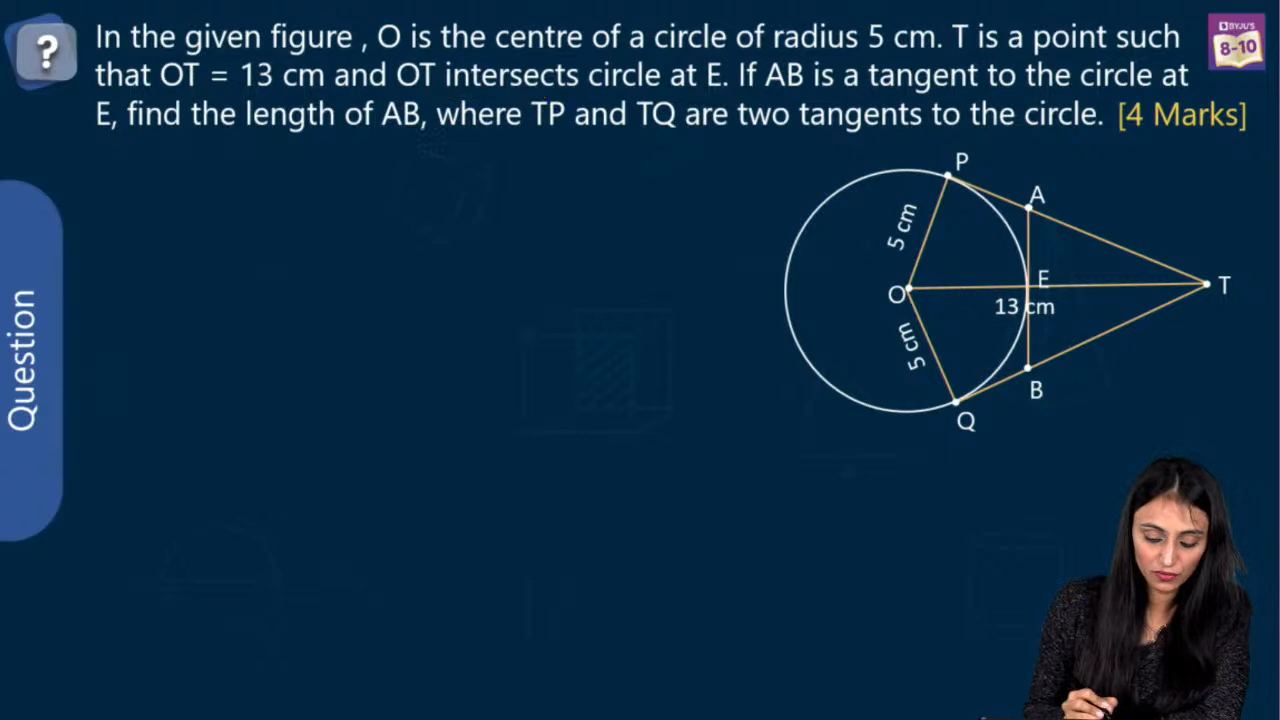 ?
In the given figure , O is the centre of a circle of radius 5 cm. T is a point such
that OT = 13 cm and OT intersects circle at E. If AB is a tangent to the circle at
E, find the length of AB, where TP and TQ are two tangents to the circle. [4 Marks]
BYJU'S
8-10
Question
P
A
5 cm
E
T
O
13 cm
5 cm
B
Q